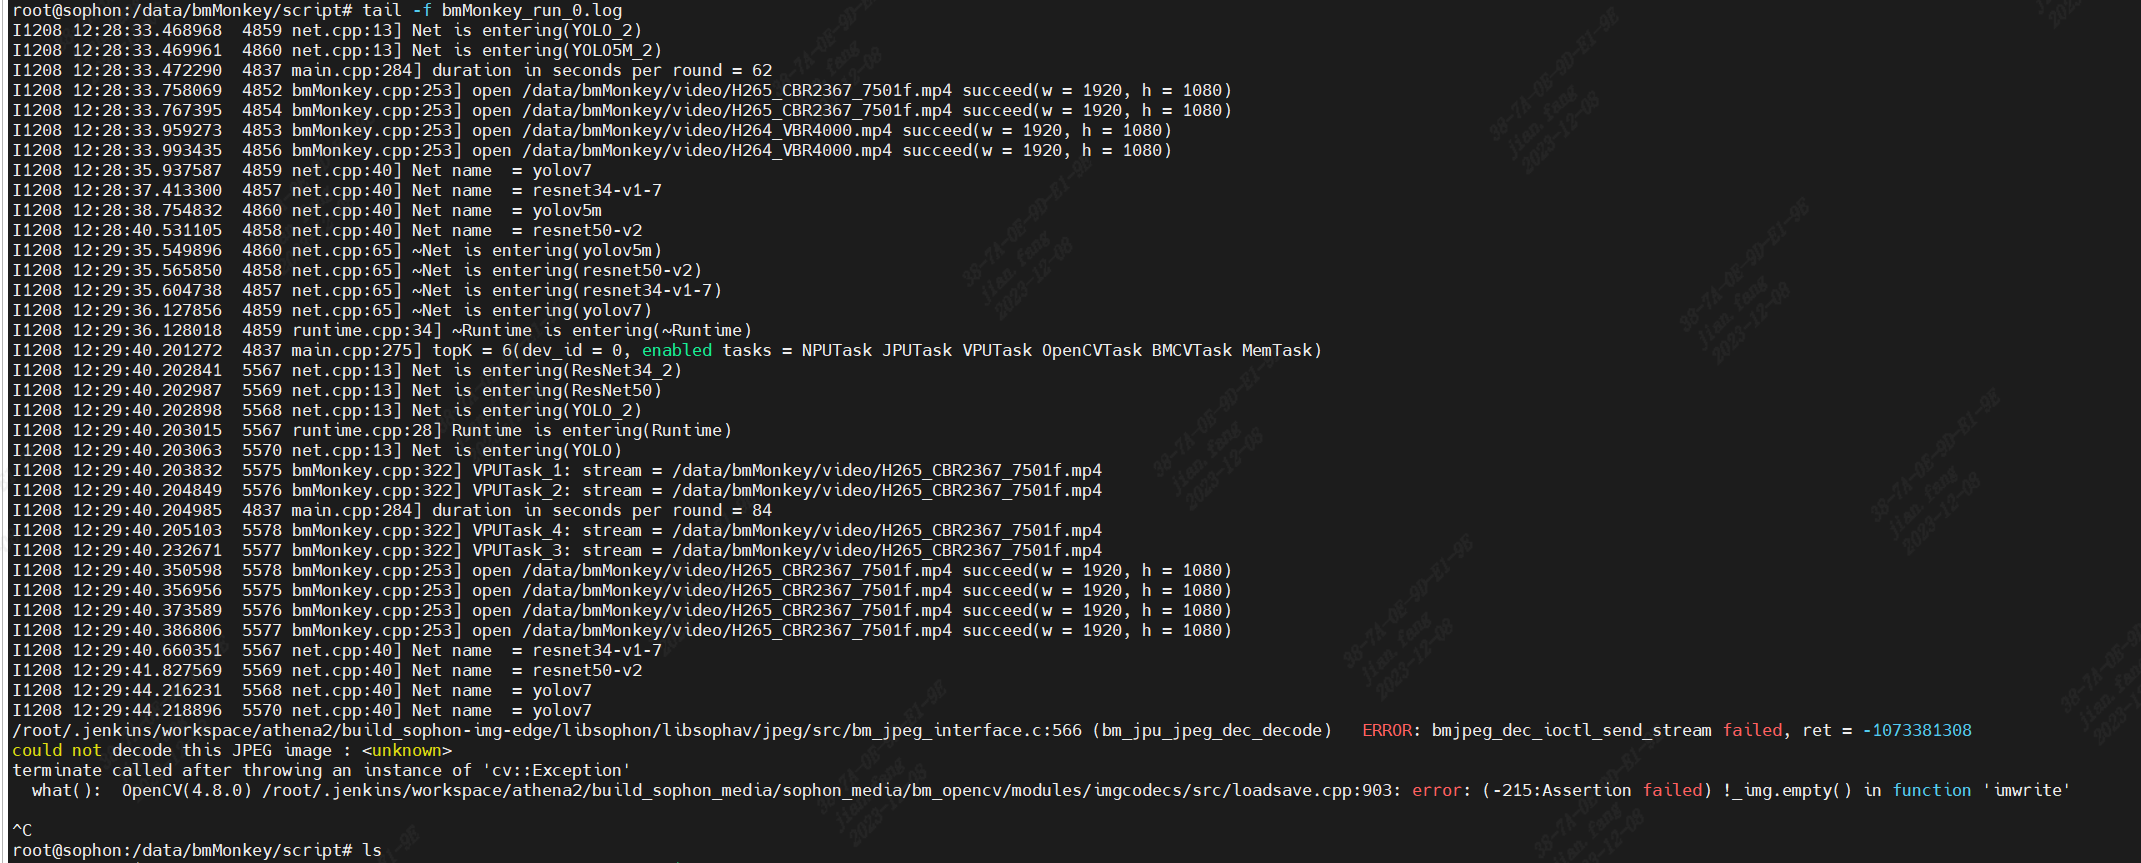 root@sophon:/data/bmMonkey/script# tail -f bmMonkey_run_0.log
I1208 12:28:33.468968  4859 net.cpp:13] Net is entering(YOLO_2)
I1208 12:28:33.469961  4860 net.cpp:13] Net is entering(YOLO5M_2)
I1208 12:28:33.472290  4837 main.cpp:284] duration in seconds per round = 62
I1208 12:28:33.758069  4852 bmMonkey.cpp:253] open /data/bmMonkey/video/H265_CBR2367_7501f.mp4 succeed(w = 1920, h = 1080)
I1208 12:28:33.767395  4854 bmMonkey.cpp:253] open /data/bmMonkey/video/H265_CBR2367_7501f.mp4 succeed(w = 1920, h = 1080)
I1208 12:28:33.959273  4853 bmMonkey.cpp:253] open /data/bmMonkey/video/H264_VBR4000.mp4 succeed(w = 1920, h = 1080)
I1208 12:28:33.993435  4856 bmMonkey.cpp:253] open /data/bmMonkey/video/H264_VBR4000.mp4 succeed(w = 1920, h = 1080)
I1208 12:28:35.937587  4859 net.cpp:40] Net name  = yolov7
I1208 12:28:37.413300  4857 net.cpp:40] Net name  = resnet34-v1-7
I1208 12:28:38.754832  4860 net.cpp:40] Net name  = yolov5m
I1208 12:28:40.531105  4858 net.cpp:40] Net name  = resnet50-v2
I1208 12:29:35.549896  4860 net.cpp:65] ~Net is entering(yolov5m)
I1208 12:29:35.565850  4858 net.cpp:65] ~Net is entering(resnet50-v2)
I1208 12:29:35.604738  4857 net.cpp:65] ~Net is entering(resnet34-v1-7)
I1208 12:29:36.127856  4859 net.cpp:65] ~Net is entering(yolov7)
I1208 12:29:36.128018  4859 runtime.cpp:34] ~Runtime is entering(~Runtime)
I1208 12:29:40.201272  4837 main.cpp:275] topK = 6(dev_id = 0, enabled tasks = NPUTask JPUTask VPUTask OpenCVTask BMCVTask MemTask)
I1208 12:29:40.202841  5567 net.cpp:13] Net is entering(ResNet34_2)
I1208 12:29:40.202987  5569 net.cpp:13] Net is entering(ResNet50)
I1208 12:29:40.202898  5568 net.cpp:13] Net is entering(YOLO_2)
I1208 12:29:40.203015  5567 runtime.cpp:28] Runtime is entering(Runtime)
I1208 12:29:40.203063  5570 net.cpp:13] Net is entering(YOLO)
I1208 12:29:40.203832  5575 bmMonkey.cpp:322] VPUTask_1: stream = /data/bmMonkey/video/H265_CBR2367_7501f.mp4
I1208 12:29:40.204849  5576 bmMonkey.cpp:322] VPUTask_2: stream = /data/bmMonkey/video/H265_CBR2367_7501f.mp4
I1208 12:29:40.204985  4837 main.cpp:284] duration in seconds per round = 84
I1208 12:29:40.205103  5578 bmMonkey.cpp:322] VPUTask_4: stream = /data/bmMonkey/video/H265_CBR2367_7501f.mp4
I1208 12:29:40.232671  5577 bmMonkey.cpp:322] VPUTask_3: stream = /data/bmMonkey/video/H265_CBR2367_7501f.mp4
I1208 12:29:40.350598  5578 bmMonkey.cpp:253] open /data/bmMonkey/video/H265_CBR2367_7501f.mp4 succeed(w = 1920, h = 1080)
I1208 12:29:40.356956  5575 bmMonkey.cpp:253] open /data/bmMonkey/video/H265_CBR2367_7501f.mp4 succeed(w = 1920, h = 1080)
I1208 12:29:40.373589  5576 bmMonkey.cpp:253] open /data/bmMonkey/video/H265_CBR2367_7501f.mp4 succeed(w = 1920, h = 1080)
I1208 12:29:40.386806  5577 bmMonkey.cpp:253] open /data/bmMonkey/video/H265_CBR2367_7501f.mp4 succeed(w = 1920, h = 1080)
I1208 12:29:40.660351  5567 net.cpp:40] Net name  = resnet34-v1-7
I1208 12:29:41.827569  5569 net.cpp:40] Net name  = resnet50-v2
I1208 12:29:44.216231  5568 net.cpp:40] Net name  = yolov7
I1208 12:29:44.218896  5570 net.cpp:40] Net name  = yolov7
/root/.jenkins/workspace/athena2/build_sophon-img-edge/libsophon/libsophav/jpeg/src/bm_jpeg_interface.c:566 (bm_jpu_jpeg_dec_decode)   ERROR: bmjpeg_dec_ioctl_send_stream failed, ret = -1073381308
could not decode this JPEG image : <unknown>
terminate called after throwing an instance of 'cv::Exception'
  what():  OpenCV(4.8.0) /root/.jenkins/workspace/athena2/build_sophon_media/sophon_media/bm_opencv/modules/imgcodecs/src/loadsave.cpp:903: error: (-215:Assertion failed) !_img.empty() in function 'imwrite'
^C
root@sophon:/data/bmMonkey/script# ls
38-7A-0E-9D-E1-9E
jian.fang
2023-12-08